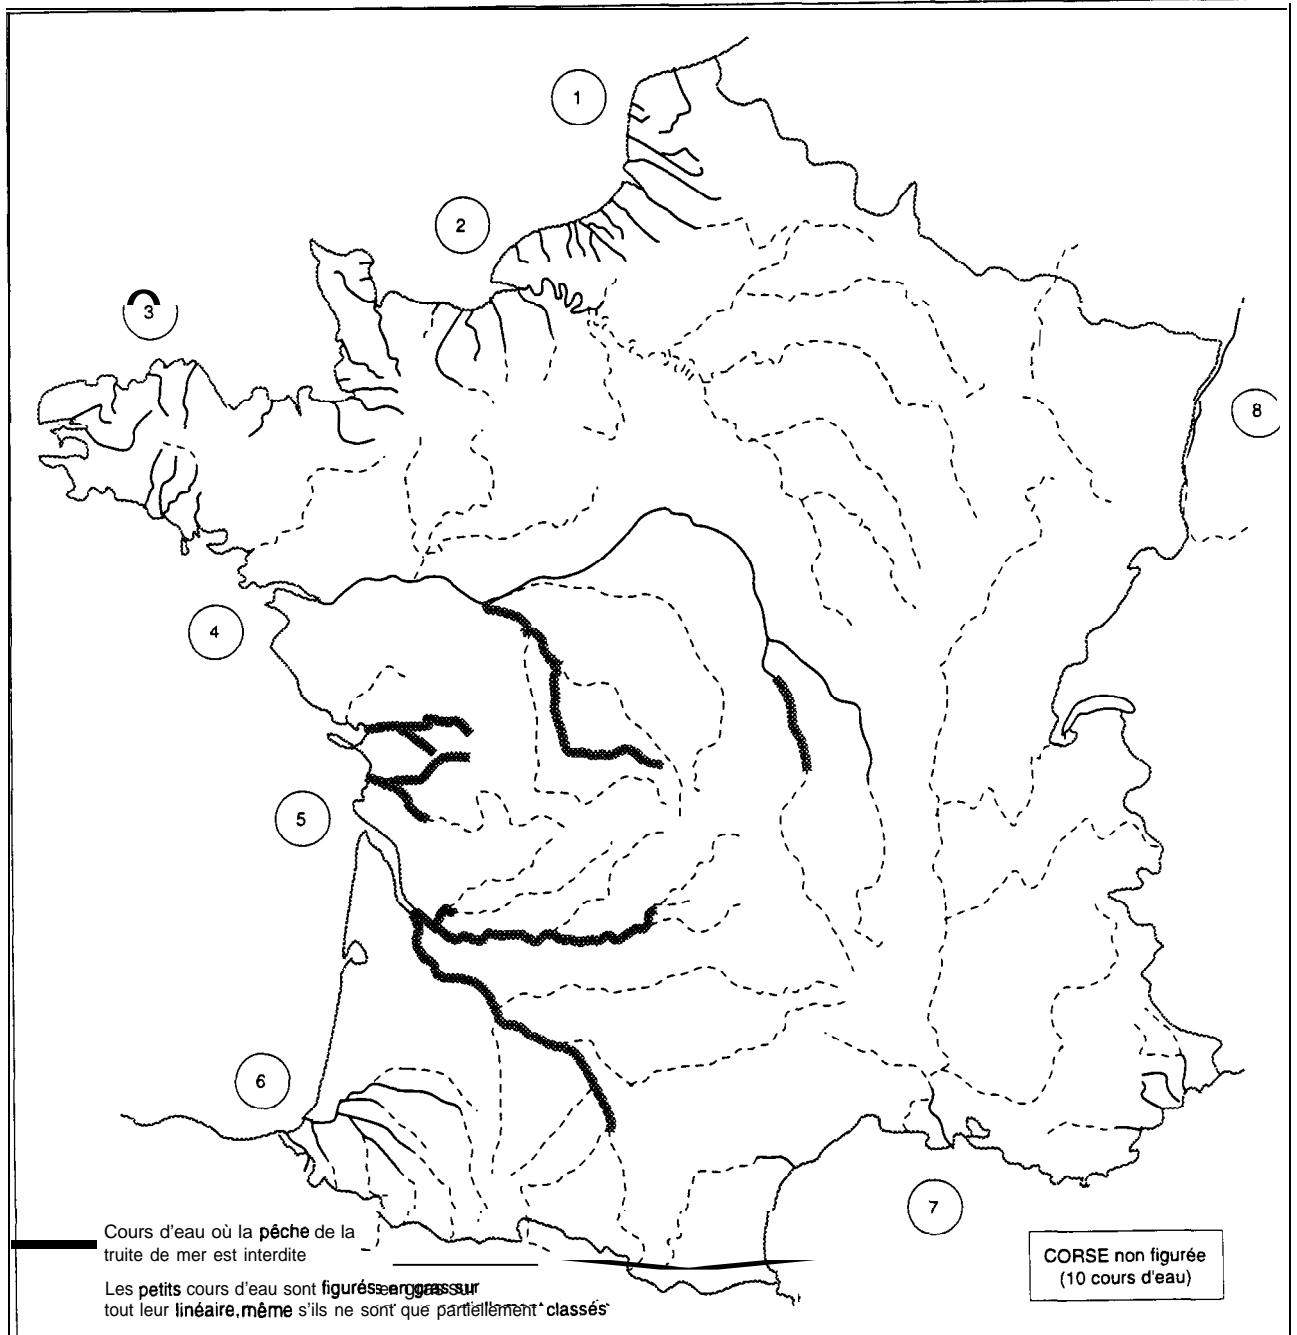 1
2
3
8
4
5
6
7
Cours d'eau où la pêche de la
truite de mer est interdite
Les petits cours d'eau sont figurés en gras sur
tout leur linéaire, même s'ils ne sont que partiellement classés
CORSE non figurée
(10 cours d'eau)